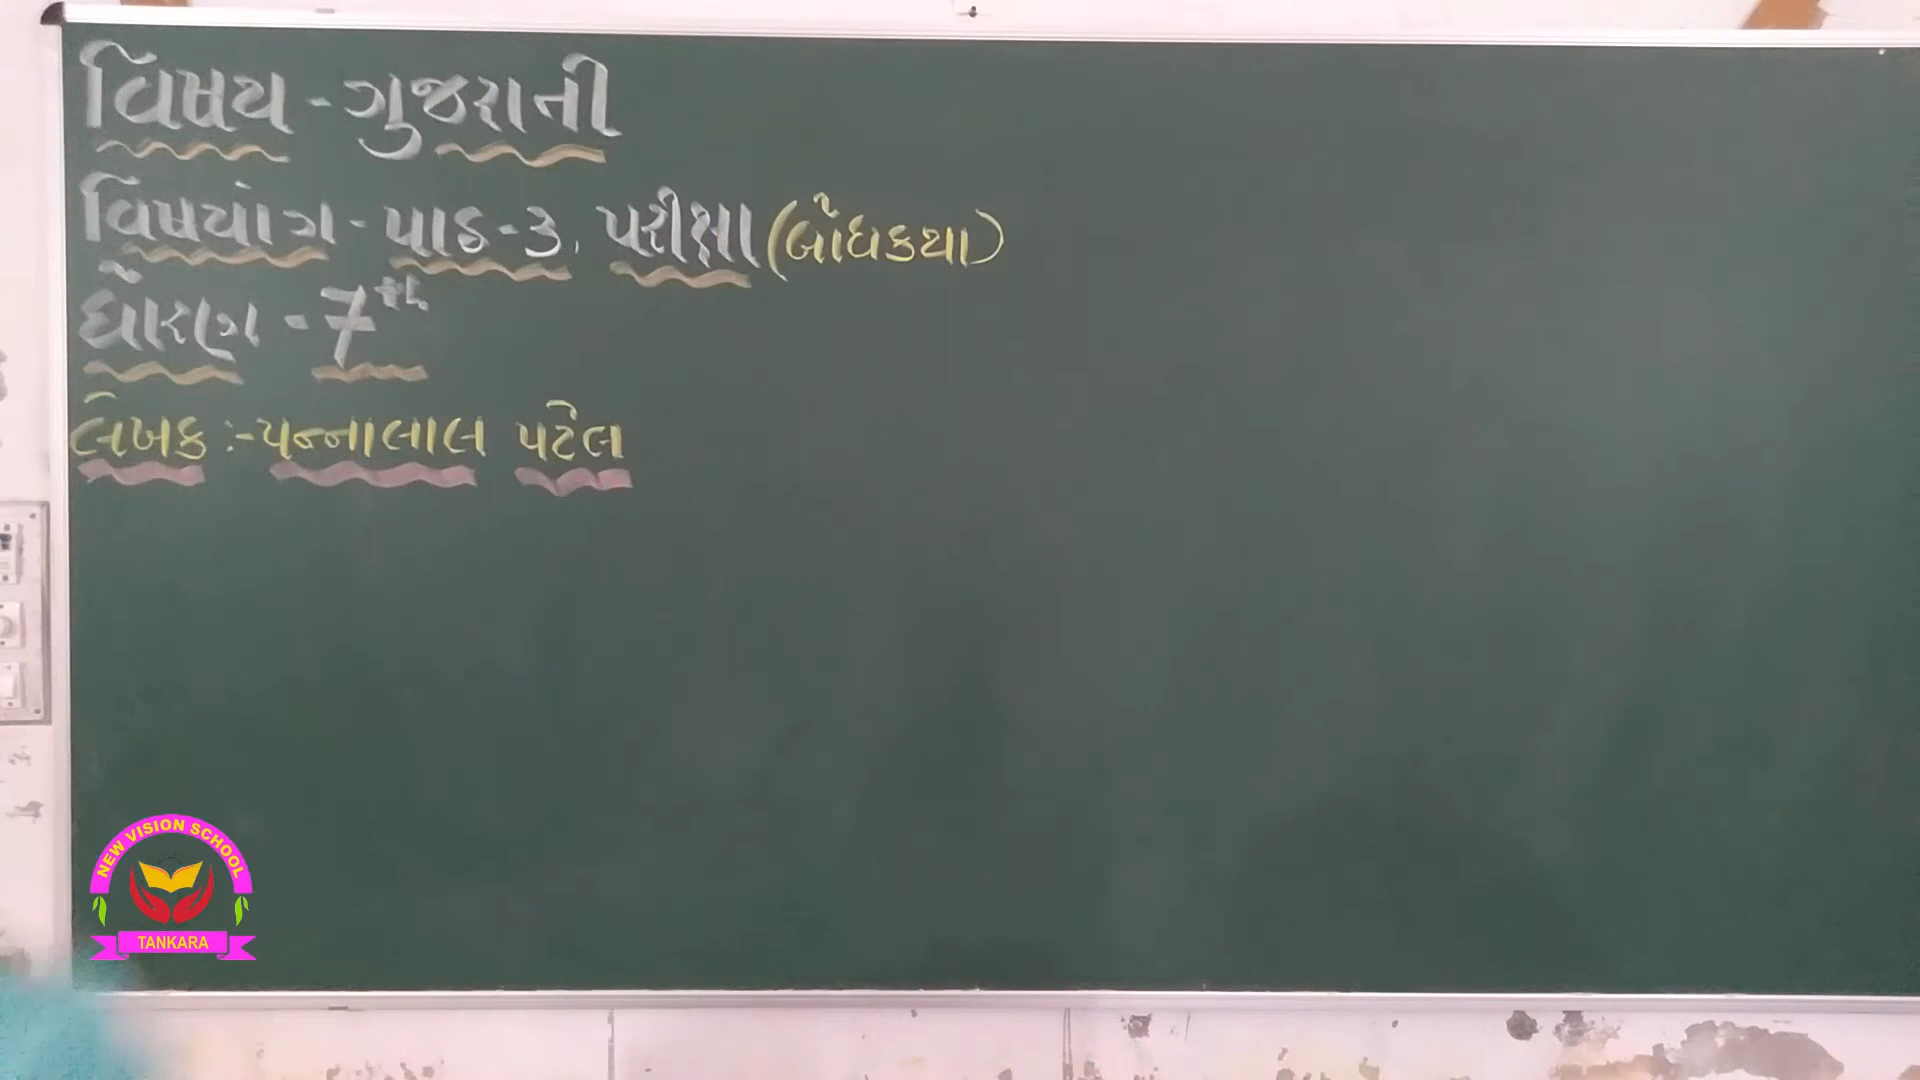 વિષય - ગુજરાતી
વિષયાંગ - પાઠ - ૩, પરીક્ષા (બોધકથા)
ધોરણ - 7th
લેખક :- પન્નાલાલ પટેલ
NEW VISION SCHOOL
TANKARA